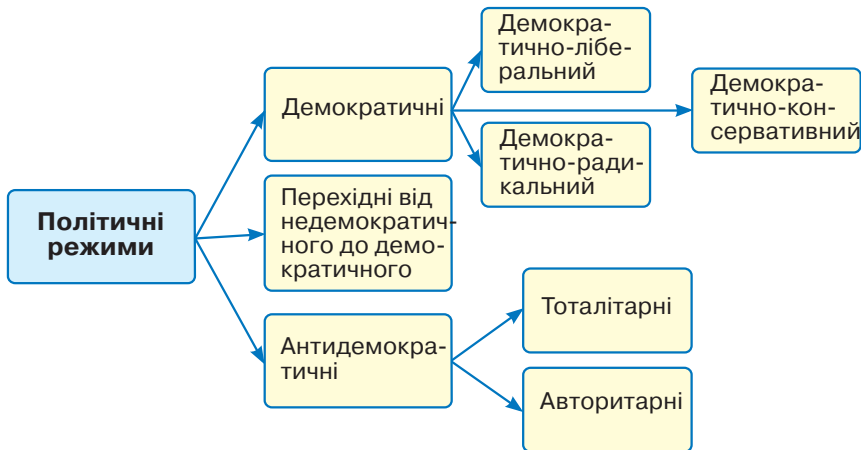 Політичні
режими
Демократичні
Демокра-
тично-лібе-
ральний
Демокра-
тично-кон-
сервативний
Демокра-
тично-ради-
кальний
Перехідні від
недемократич-
ного до демо-
кратичного
Антидемокра-
тичні
Тоталітарні
Авторитарні